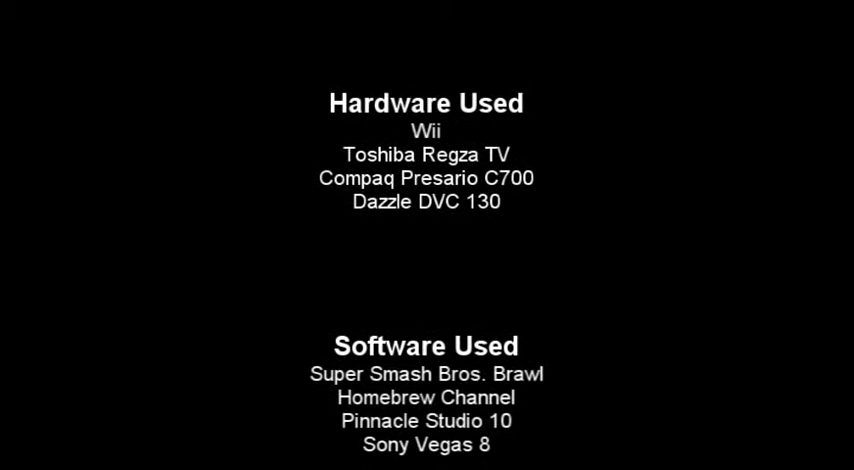 Hardware Used
Wii
Toshiba Regza TV
Compaq Presario C700
Dazzle DVC 130
Software Used
Super Smash Bros. Brawl
Homebrew Channel
Pinnacle Studio 10
Sony Vegas 8